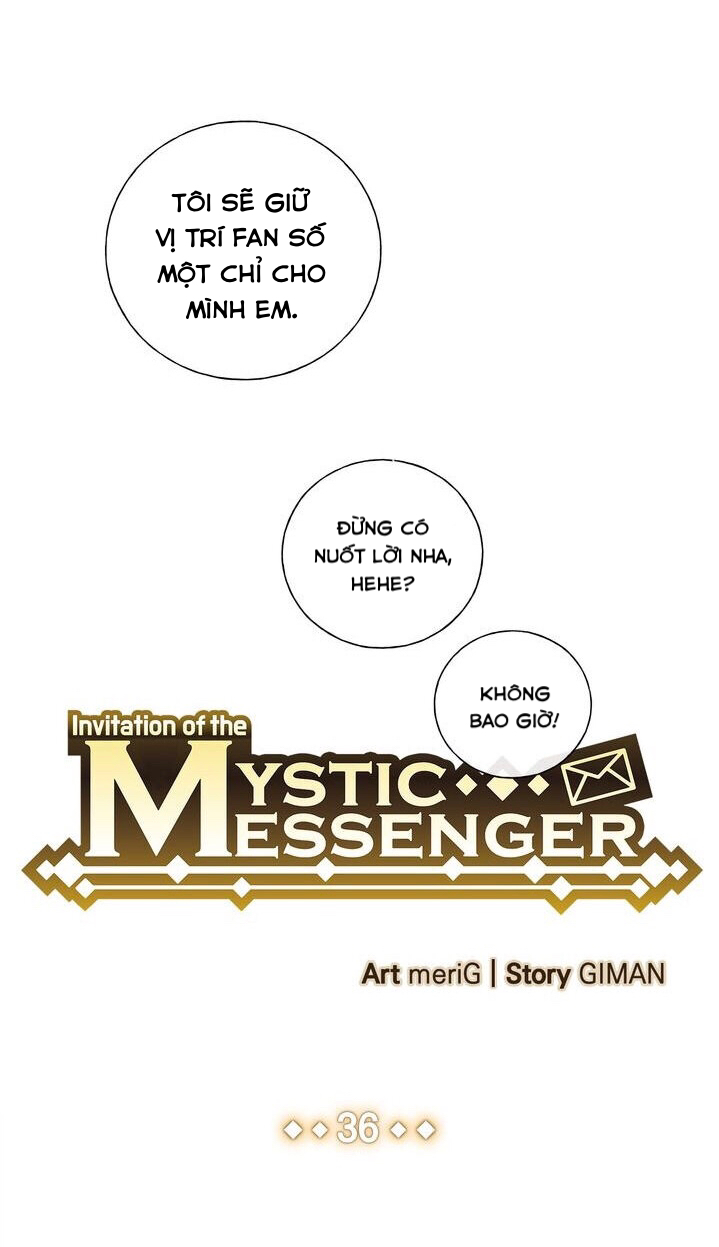 TÔI SẼ GIỮ
VỊ TRÍ FAN SỐ
MỘT CHỈ CHO
MÌNH EM.
ĐỪNG CÓ
NUỐT LỜI NHA,
HEHE?
KHÔNG
BAO GIỜ!
Invitation of the
MYSTIC
MESSENGER
Art meriG | Story GIMAN
36